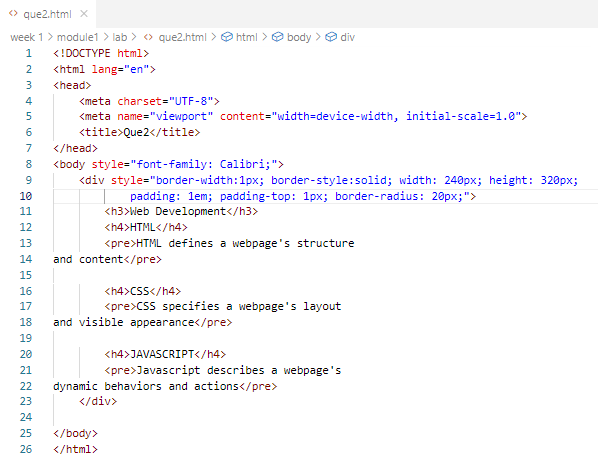 <> que2.html ×
week 1 > module1 > lab > <> que2.html > html > body > div
1 <!DOCTYPE html>
2 <html lang="en">
3 <head>
4     <meta charset="UTF-8">
5     <meta name="viewport" content="width=device-width, initial-scale=1.0">
6     <title>Que2</title>
7 </head>
8 <body style="font-family: Calibri;">
9     <div style="border-width:1px; border-style:solid; width: 240px; height: 320px;
10             padding: 1em; padding-top: 1px; border-radius: 20px;">
11         <h3>Web Development</h3>
12         <h4>HTML</h4>
13         <pre>HTML defines a webpage's structure
14 and content</pre>
15
16         <h4>CSS</h4>
17         <pre>CSS specifies a webpage's layout
18 and visible appearance</pre>
19
20         <h4>JAVASCRIPT</h4>
21         <pre>Javascript describes a webpage's
22 dynamic behaviors and actions</pre>
23     </div>
24
25 </body>
26 </html>